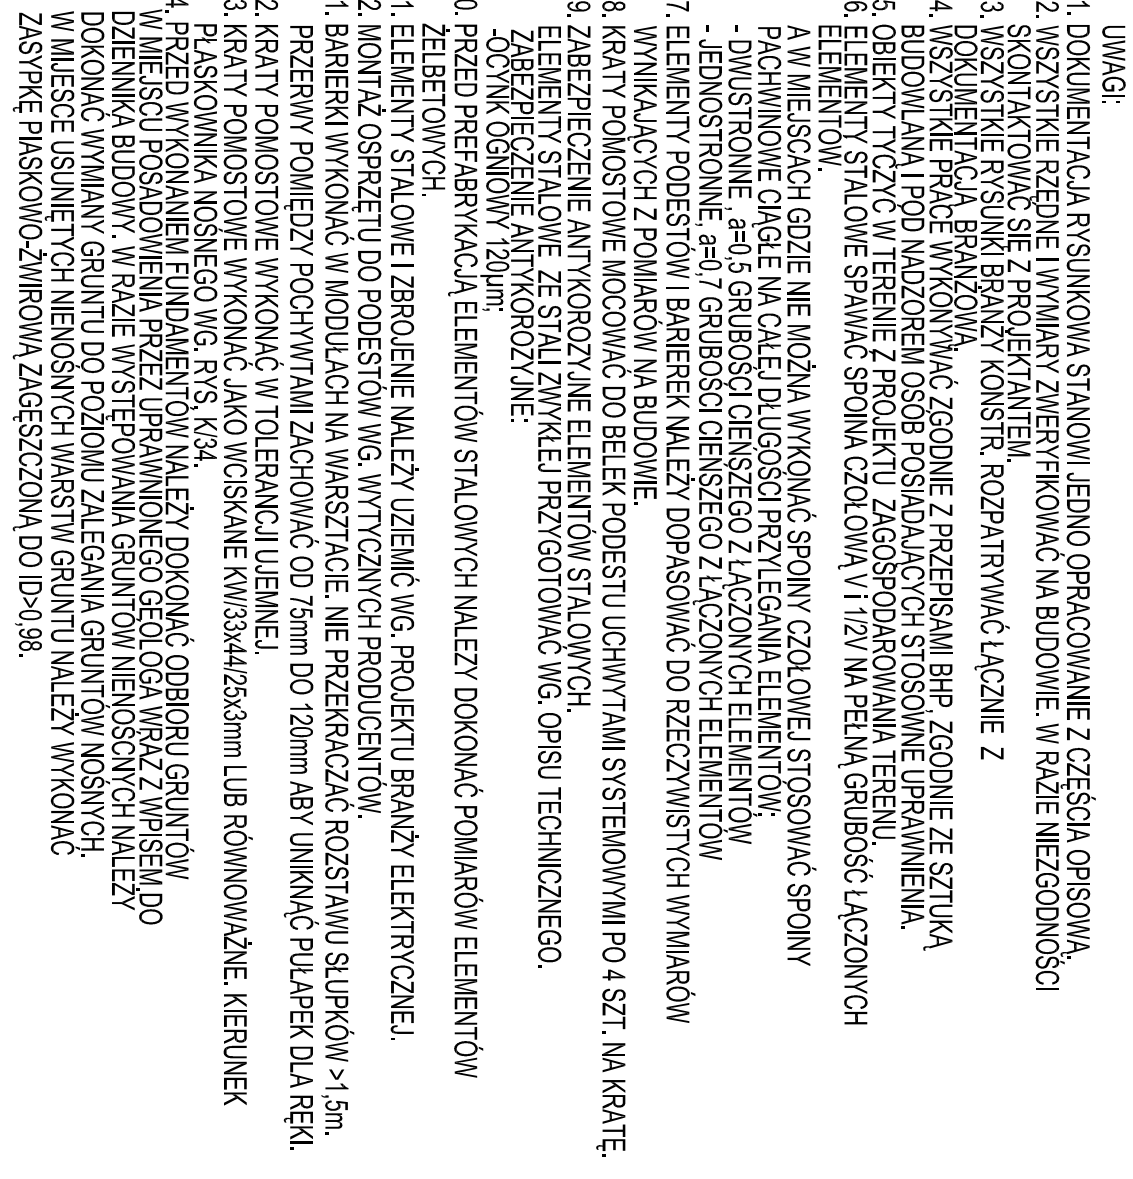 UWAGI:
1. DOKUMENTACJA RYSUNKOWA STANOWI JEDNO OPRACOWANIE Z CZĘŚCIĄ OPISOWĄ.
2. WSZYSTKIE RZĘDNE I WYMIARY ZWERYFIKOWAĆ NA BUDOWIE. W RAZIE NIEZGODNOŚCI
SKONTAKTOWAĆ SIĘ Z PROJEKTANTEM.
3. WSZYSTKIE RYSUNKI BRANŻY KONSTR. ROZPATRYWAĆ ŁĄCZNIE Z
DOKUMENTACJĄ BRANŻOWĄ.
4. WSZYSTKIE PRACE WYKONYWAĆ ZGODNIE Z PRZEPISAMI BHP, ZGODNIE ZE SZTUKĄ
BUDOWLANĄ I POD NADZOREM OSÓB POSIADAJĄCYCH STOSOWNE UPRAWNIENIA.
5. OBIEKTY TYCZYĆ W TERENIE Z PROJEKTU ZAGOSPODAROWANIA TERENU.
6. ELEMENTY STALOWE SPAWAĆ SPOINĄ CZOŁOWĄ V i 1/2V NA PEŁNĄ GRUBOŚĆ ŁĄCZONYCH
ELEMENTÓW.
A W MIEJSCACH GDZIE NIE MOŻNA WYKONAĆ SPOINY CZOŁOWEJ STOSOWAĆ SPOINY
PACHWINOWE CIĄGŁE NA CAŁEJ DŁUGOŚCI PRZYLEGANIA ELEMENTÓW:
- DWUSTRONNE , a=0,5 GRUBOŚCI CIEŃSZEGO Z ŁĄCZONYCH ELEMENTÓW
- JEDNOSTRONNE, a=0,7 GRUBOŚCI CIENSZEGO Z ŁĄCZONYCH ELEMENTÓW
7. ELEMENTY PODESTÓW I BARIEREK NALEŻY DOPASOWAĆ DO RZECZYWISTYCH WYMIARÓW
WYNIKAJĄCYCH Z POMIARÓW NA BUDOWIE.
8. KRATY POMOSTOWE MOCOWAĆ DO BELEK PODESTU UCHWYTAMI SYSTEMOWYMI PO 4 SZT. NA KRATĘ.
9. ZABEZPIECZENIE ANTYKOROZYJNE ELEMENTÓW STALOWYCH.
ELEMENTY STALOWE ZE STALI ZWYKŁEJ PRZYGOTOWAĆ WG. OPISU TECHNICZNEGO.
ZABEZPIECZENIE ANTYKOROZYJNE:
-OCYNK OGNIOWY 120µm;
0. PRZED PREFABRYKACJĄ ELEMENTÓW STALOWYCH NALEŻY DOKONAĆ POMIARÓW ELEMENTÓW
ŻELBETOWYCH.
1. ELEMENTY STALOWE I ZBROJENIE NALEŻY UZIEMIĆ WG. PROJEKTU BRANŻY ELEKTRYCZNEJ.
2. MONTAŻ OSPRZĘTU DO PODESTÓW WG. WYTYCZNYCH PRODUCENTÓW.
1. BARIERKI WYKONAĆ W MODUŁACH NA WARSZTACIE. NIE PRZEKRACZAĆ ROZSTAWU SŁUPKÓW >1,5m.
PRZERWY POMIĘDZY POCHYWTAMI ZACHOWAĆ OD 75mm DO 120mm ABY UNIKNĄĆ PUŁAPEK DLA RĘKI.
2. KRATY POMOSTOWE WYKONAĆ W TOLERANCJI UJEMNEJ.
3. KRATY POMOSTOWE WYKONAĆ JAKO WCISKANE KW/33x44/25x3mm LUB RÓWNOWAŻNE. KIERUNEK
PŁASKOWNIKA NOŚNEGO WG. RYS. K/34.
4. PRZED WYKONANIEM FUNDAMENTÓW NALEŻY DOKONAĆ ODBIORU GRUNTÓW
W MIEJSCU POSADOWIENIA PRZEZ UPRAWNIONEGO GEOLOGA WRAZ Z WPISEM DO
DZIENNIKA BUDOWY. W RAZIE WYSTĘPOWANIA GRUNTÓW NIENOŚCNYCH NALEŻY
DOKONAĆ WYMIANY GRUNTU DO POZIOMU ZALEGANIA GRUNTÓW NOŚNYCH.
W MIJESCE USUNIĘTYCH NIENOŚNYCH WARSTW GRUNTU NALEŻY WYKONAĆ
ZASYPKĘ PIASKOWO-ŻWIROWĄ ZAGĘSZCZONĄ DO ID>0,98.